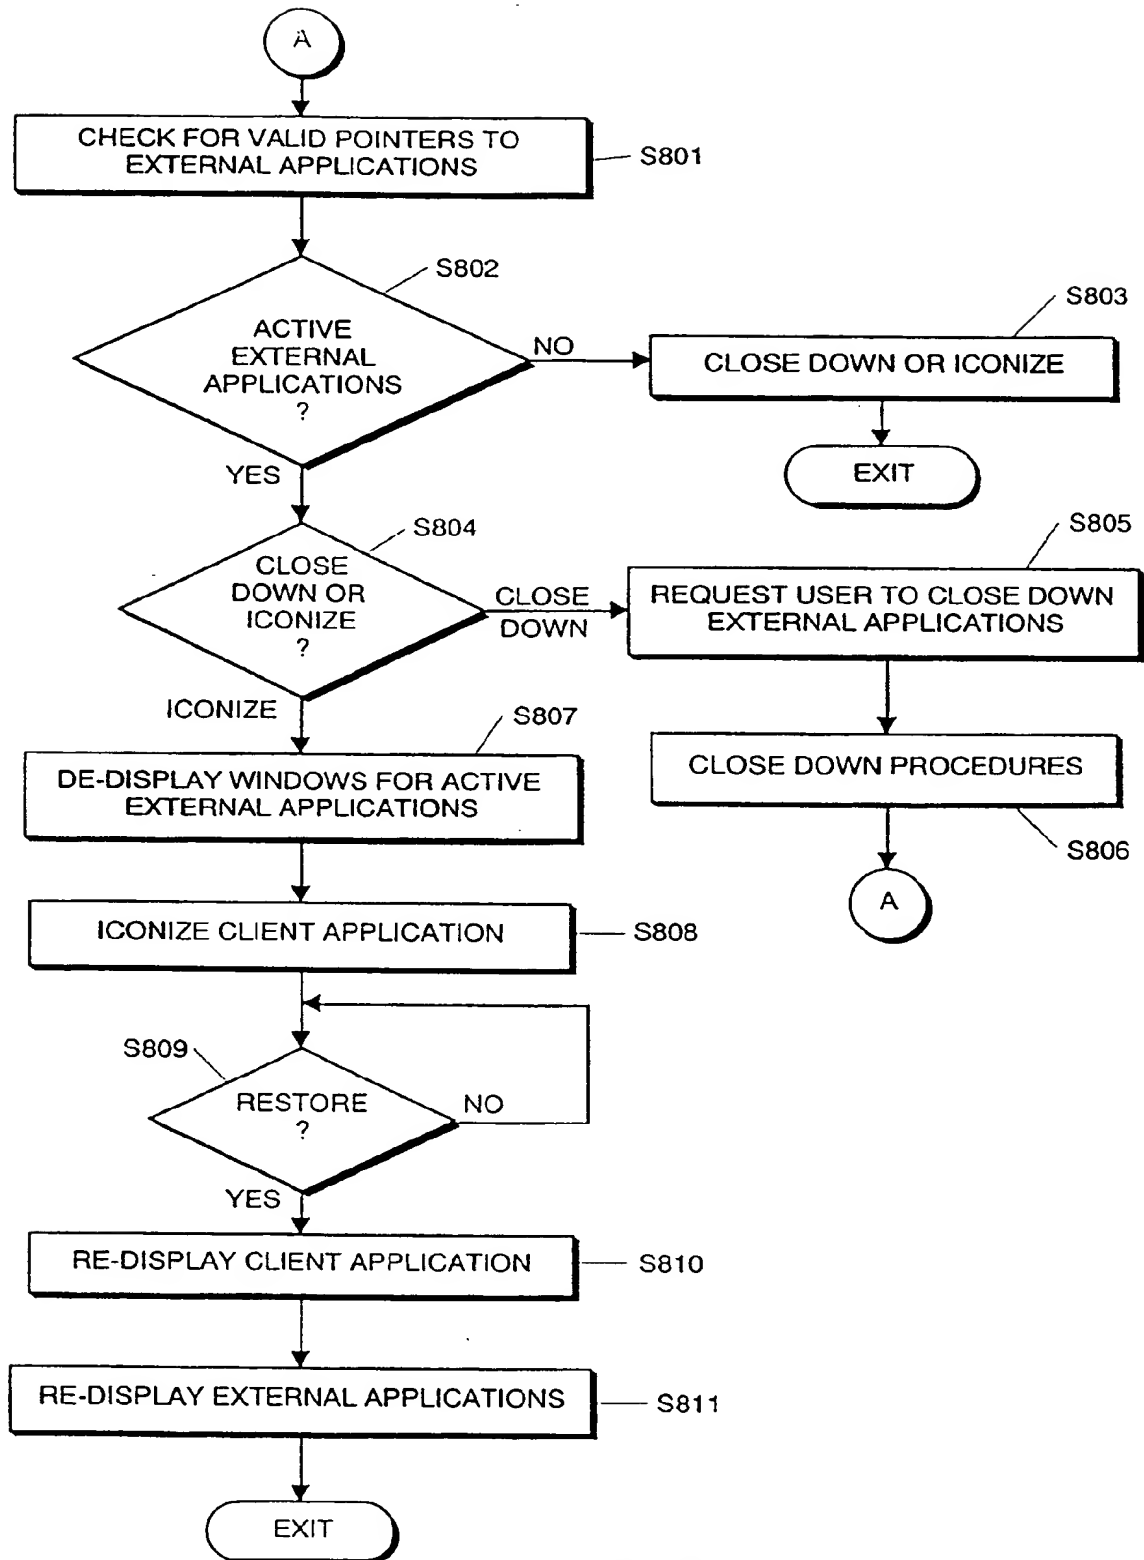 A
CHECK FOR VALID POINTERS TO
EXTERNAL APPLICATIONS
S801
S802
ACTIVE
EXTERNAL
APPLICATIONS
?
NO
YES
S803
CLOSE DOWN OR ICONIZE
EXIT
S804
CLOSE
DOWN OR
ICONIZE
?
CLOSE
DOWN
ICONIZE
S805
REQUEST USER TO CLOSE DOWN
EXTERNAL APPLICATIONS
CLOSE DOWN PROCEDURES
S806
A
S807
DE-DISPLAY WINDOWS FOR ACTIVE
EXTERNAL APPLICATIONS
ICONIZE CLIENT APPLICATION
S808
S809
RESTORE
?
NO
YES
RE-DISPLAY CLIENT APPLICATION
S810
RE-DISPLAY EXTERNAL APPLICATIONS
S811
EXIT